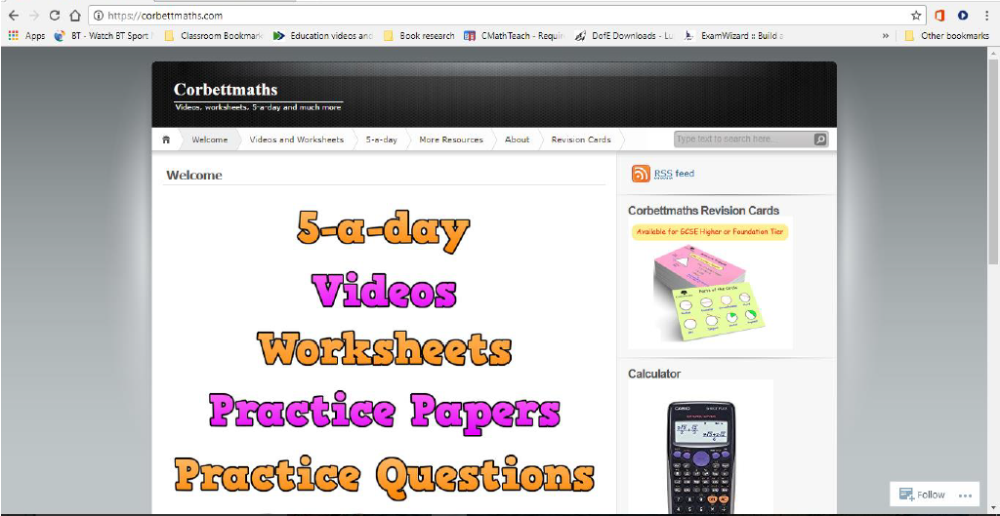 https://corbettmaths.com
Apps
BT - Watch BT Sport
Classroom Bookmark
Education videos and
Book research
CMathTeach - Requir
DofE Downloads - Lu
ExamWizard :: Build a
»
Other bookmarks
Corbettmaths
Videos, worksheets, 5-a-day and much more
Welcome
Videos and Worksheets
5-a-day
More Resources
About
Revision Cards
Type text to search here...
Welcome
5-a-day
Videos
Worksheets
Practice Papers
Practice Questions
RSS feed
Corbettmaths Revision Cards
Available for GCSE Higher or Foundation Tier
Parts of the Circle
Calculator
CASIO
Follow